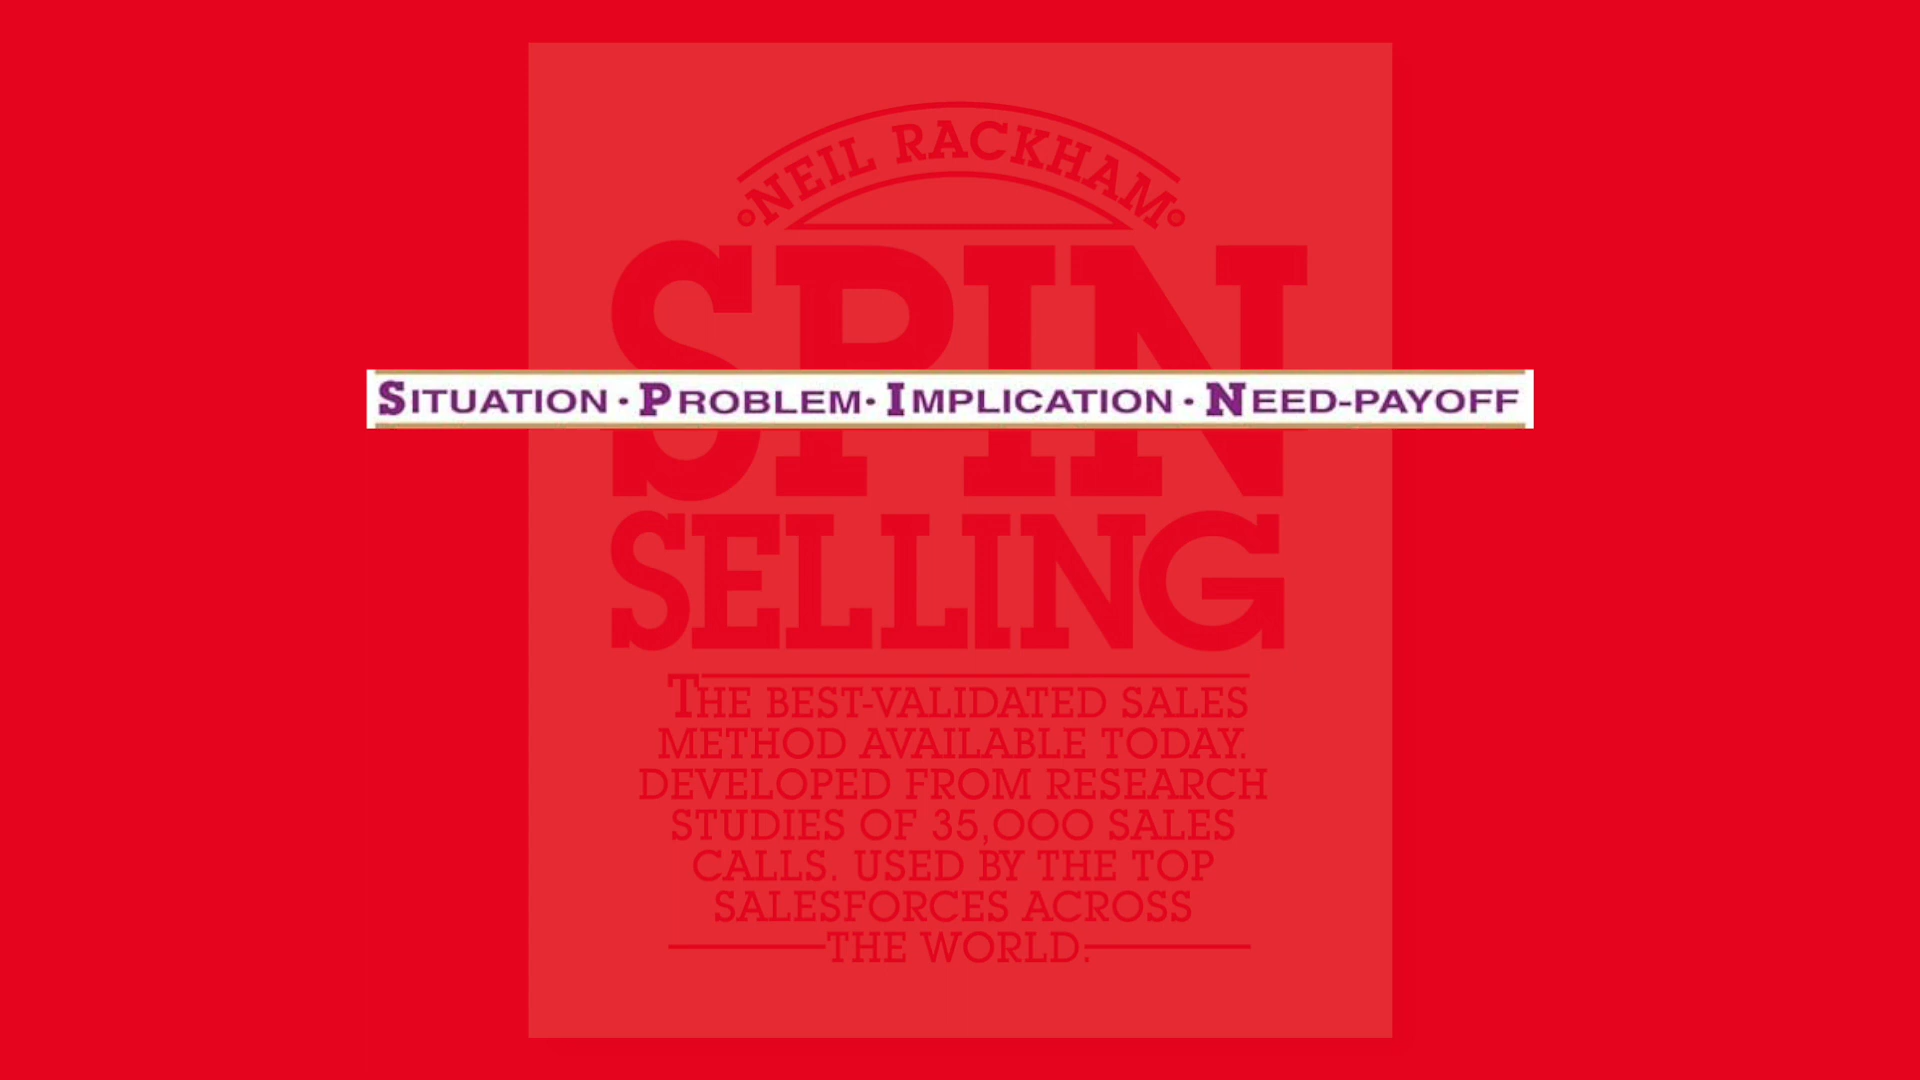 •NEIL RACKHAM•
SPIN
SITUATION • PROBLEM • IMPLICATION • NEED-PAYOFF
SELLING
THE BEST-VALIDATED SALES
METHOD AVAILABLE TODAY.
DEVELOPED FROM RESEARCH
STUDIES OF 35,000 SALES
CALLS. USED BY THE TOP
SALESFORCES ACROSS
THE WORLD.